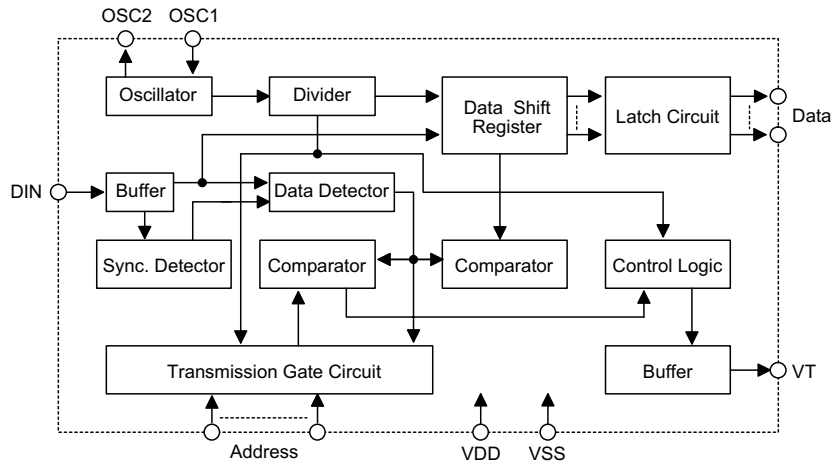 OSC2 OSC1
Oscillator
Divider
Data Shift
Register
Latch Circuit
Data
DIN
Buffer
Data Detector
Sync. Detector
Comparator
Comparator
Control Logic
Transmission Gate Circuit
Buffer
VT
Address
VDD
VSS